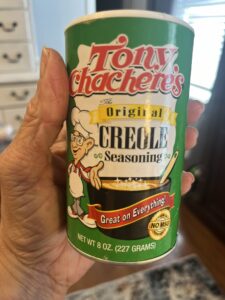 Tony
Chachere's
The
Original
CREOLE
Seasoning
Great on Everything!
NO MSG
NET WT 8 OZ. (227 GRAMS)